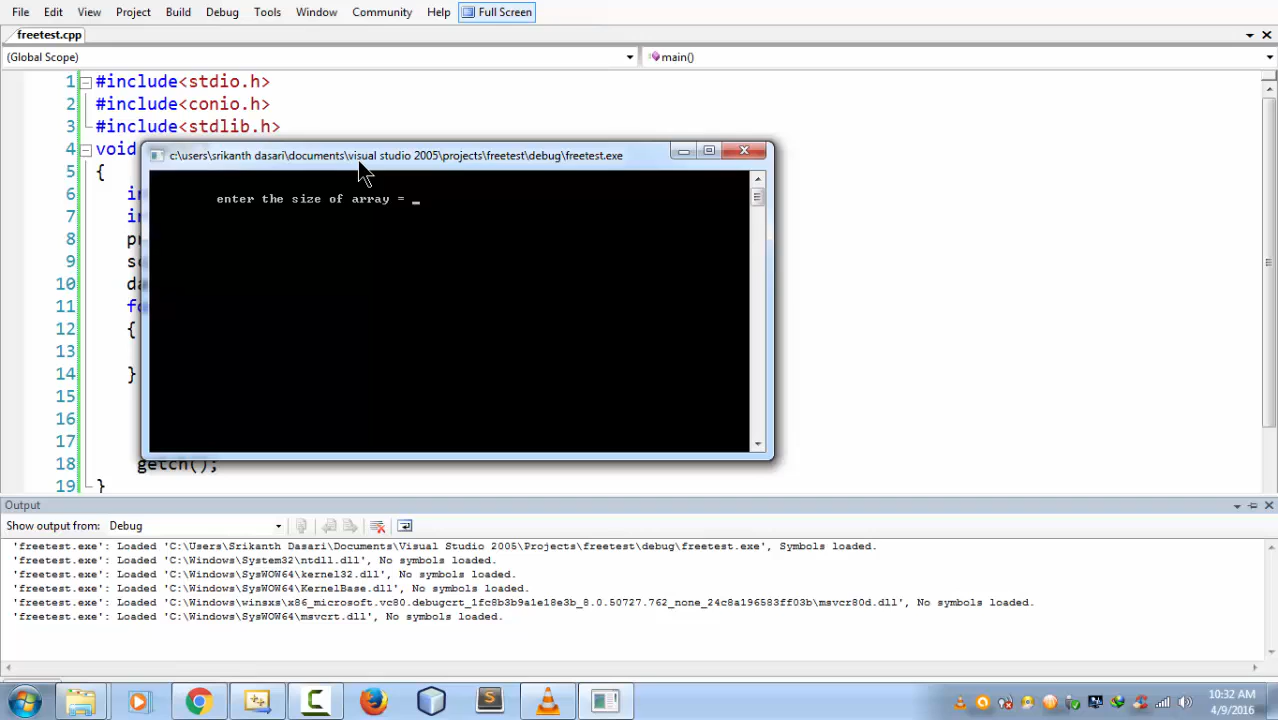 File Edit View Project Build Debug Tools Window Community Help Full Screen
freetest.cpp
(Global Scope) main()
1 #include<stdio.h>
2 #include<conio.h>
3 #include<stdlib.h>
4 void
c:\users\srikanth dasari\documents\visual studio 2005\projects\freetest\debug\freetest.exe
5 {
6 in
enter the size of array = _
7 in
8 pr
9 sc
10 da
11 fo
12 {
13
14 }
15
16
17
18 getch();
19 }
Output
Show output from: Debug
'freetest.exe': Loaded 'C:\Users\Srikanth Dasari\Documents\Visual Studio 2005\Projects\freetest\debug\freetest.exe', Symbols loaded.
'freetest.exe': Loaded 'C:\Windows\System32\ntdll.dll', No symbols loaded.
'freetest.exe': Loaded 'C:\Windows\SysWOW64\kernel32.dll', No symbols loaded.
'freetest.exe': Loaded 'C:\Windows\SysWOW64\KernelBase.dll', No symbols loaded.
'freetest.exe': Loaded 'C:\Windows\winsxs\x86_microsoft.vc80.debugcrt_1fc8b3b9a1e18e3b_8.0.50727.762_none_24c8a196583ff03b\msvcr80d.dll', No symbols loaded.
'freetest.exe': Loaded 'C:\Windows\SysWOW64\msvcrt.dll', No symbols loaded.
10:32 AM
4/9/2016